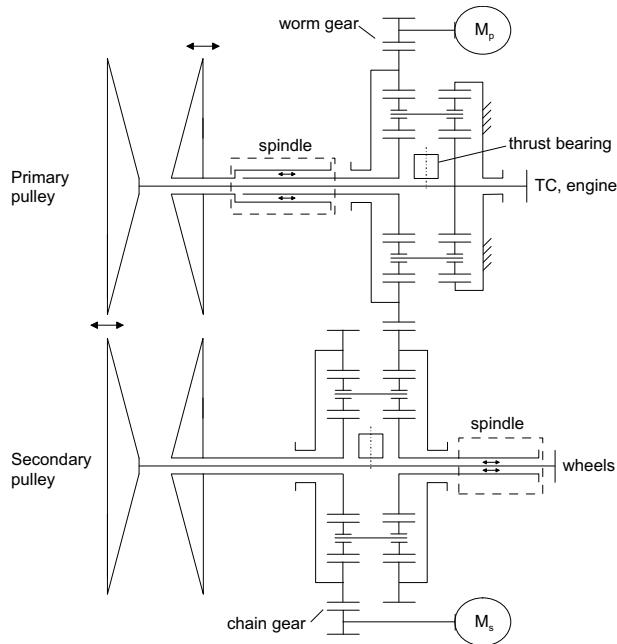 worm gear
Mp
spindle
thrust bearing
Primary
pulley
TC, engine
spindle
Secondary
pulley
wheels
chain gear
Ms